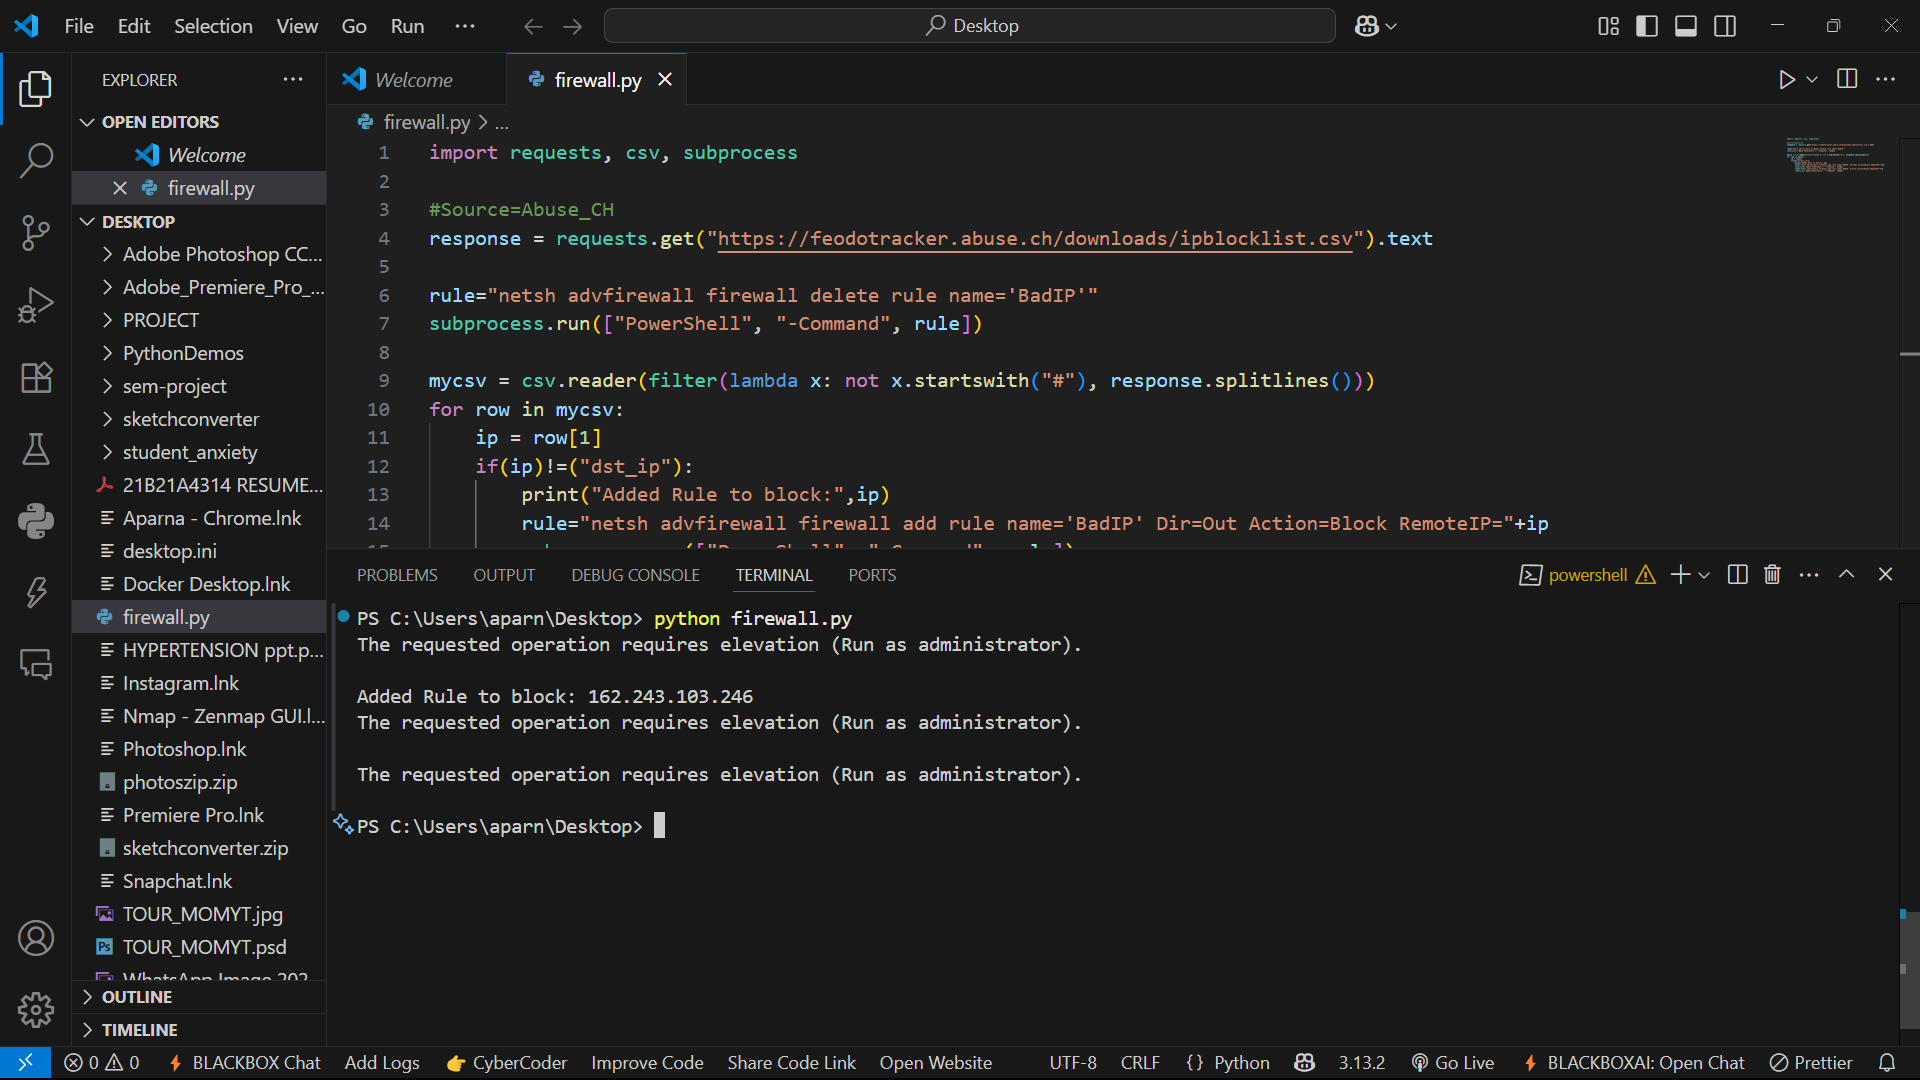 File Edit Selection View Go Run ···
Desktop
EXPLORER ···
Welcome
firewall.py
OPEN EDITORS
Welcome
firewall.py
DESKTOP
Adobe Photoshop CC...
Adobe_Premiere_Pro_...
PROJECT
PythonDemos
sem-project
sketchconverter
student_anxiety
21B21A4314 RESUME...
Aparna - Chrome.lnk
desktop.ini
Docker Desktop.lnk
firewall.py
HYPERTENSION ppt.p...
Instagram.lnk
Nmap - Zenmap GUI.l...
Photoshop.lnk
photoszip.zip
Premiere Pro.lnk
sketchconverter.zip
Snapchat.lnk
TOUR_MOMYT.jpg
Ps TOUR_MOMYT.psd
WhatsApp Image 202
OUTLINE
TIMELINE
firewall.py > ...
1 import requests, csv, subprocess
2
3 #Source=Abuse_CH
4 response = requests.get("https://feodotracker.abuse.ch/downloads/ipblocklist.csv").text
5
6 rule="netsh advfirewall firewall delete rule name='BadIP'"
7 subprocess.run(["PowerShell", "-Command", rule])
8
9 mycsv = csv.reader(filter(lambda x: not x.startswith("#"), response.splitlines()))
10 for row in mycsv:
11 ip = row[1]
12 if(ip)!=("dst_ip"):
13 print("Added Rule to block:",ip)
14 rule="netsh advfirewall firewall add rule name='BadIP' Dir=Out Action=Block RemoteIP="+ip
PROBLEMS OUTPUT DEBUG CONSOLE TERMINAL PORTS
powershell
PS C:\Users\aparn\Desktop> python firewall.py
The requested operation requires elevation (Run as administrator).
Added Rule to block: 162.243.103.246
The requested operation requires elevation (Run as administrator).
The requested operation requires elevation (Run as administrator).
PS C:\Users\aparn\Desktop>
0 0 BLACKBOX Chat Add Logs CyberCoder Improve Code Share Code Link Open Website UTF-8 CRLF {} Python 3.13.2 Go Live BLACKBOXAI: Open Chat Prettier